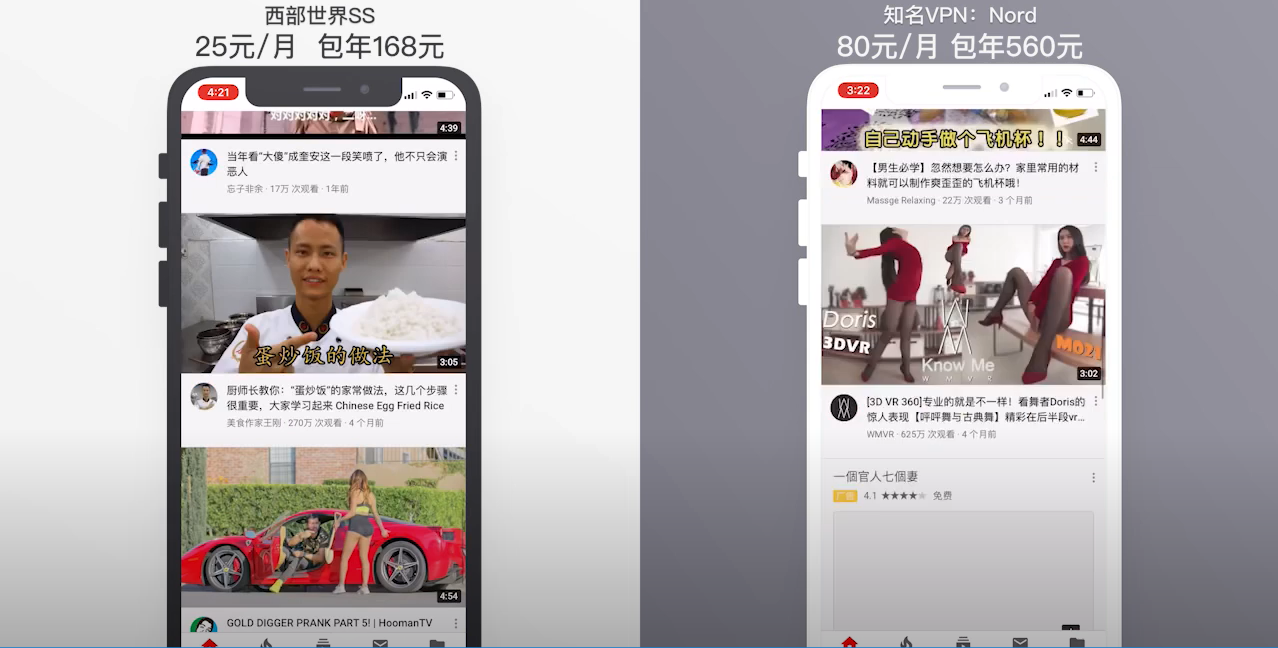 西部世界SS
25元/月 包年168元
4:21
4:39
当年看“大傻”成奎安这一段笑喷了，他不只会演
恶人
忘子非余 · 17万 次观看 · 1年前
蛋炒饭的做法
3:05
厨师长教你：“蛋炒饭”的家常做法，这几个步骤
很重要，大家学习起来 Chinese Egg Fried Rice
美食作家王刚 · 270万 次观看 · 4 个月前
4:54
GOLD DIGGER PRANK PART 5! | HoomanTV
知名VPN：Nord
80元/月 包年560元
3:22
自己动手做个飞机杯！！
4:44
【男生必学】忽然想要怎么办？家里常用的材
料就可以制作爽歪歪的飞机杯哦！
Massge Relaxing · 22万 次观看 · 3 个月前
Doris
3DVR
Know Me
W M V R
M021
3:02
[3D VR 360]专业的就是不一样！看舞者Doris的
惊人表现【呯呯舞与古典舞】精彩在后半段vr...
WMVR · 625万 次观看 · 4 个月前
一個官人七個妻
广告 4.1 ★★★★★ 免费